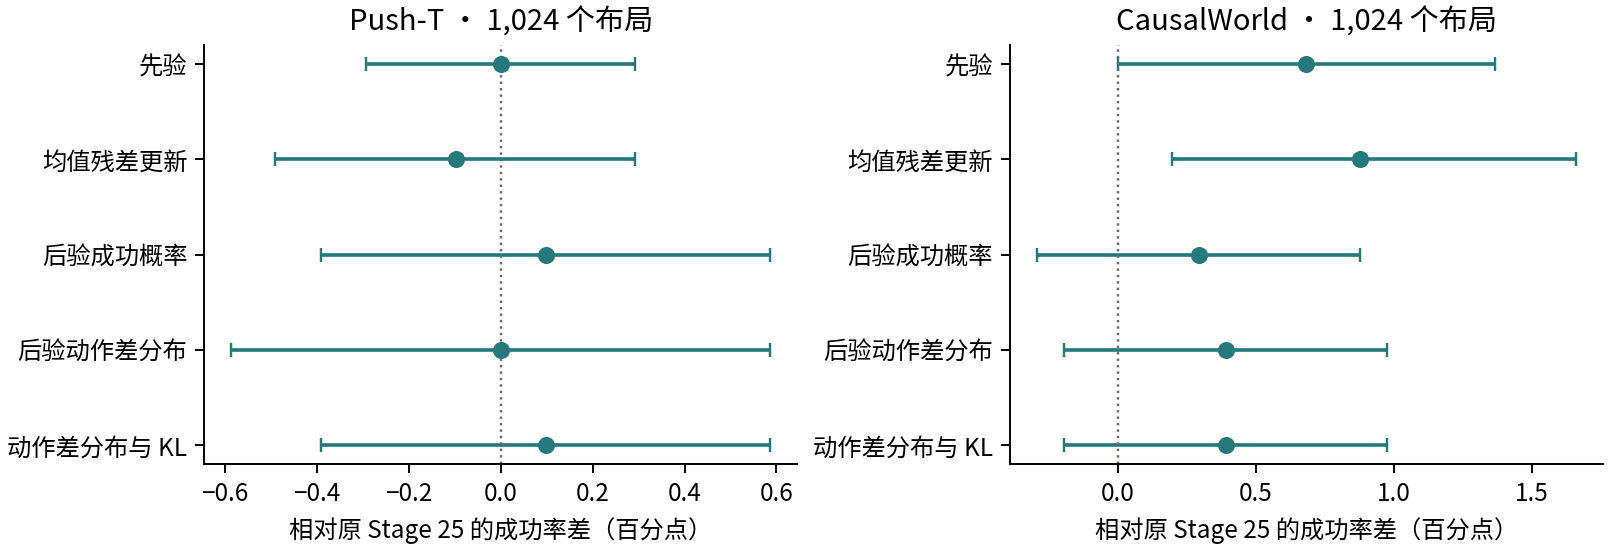 Push-T · 1,024 个布局
先验
均值残差更新
后验成功概率
后验动作差分布
动作差分布与 KL
−0.6 −0.4 −0.2 0.0 0.2 0.4 0.6
相对原 Stage 25 的成功率差（百分点）
CausalWorld · 1,024 个布局
先验
均值残差更新
后验成功概率
后验动作差分布
动作差分布与 KL
0.0 0.5 1.0 1.5
相对原 Stage 25 的成功率差（百分点）